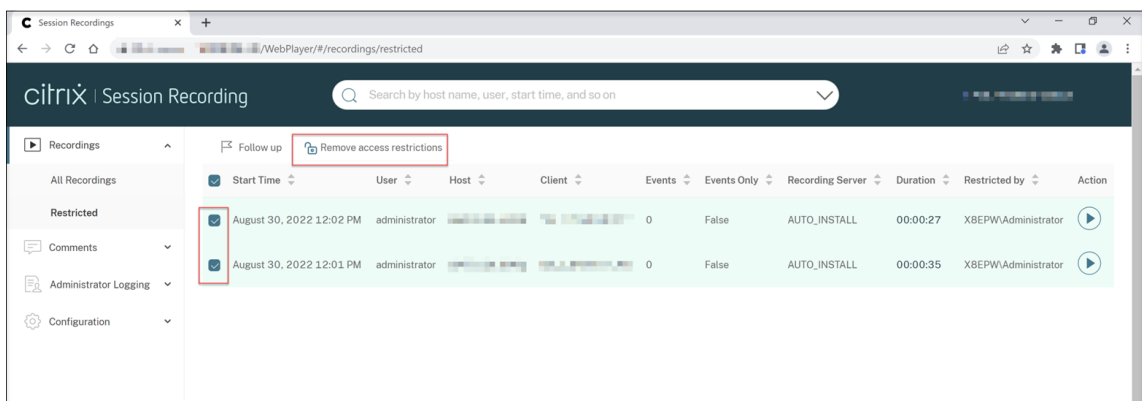 Session Recordings
/WebPlayer/#/recordings/restricted
citrix | Session Recording
Search by host name, user, start time, and so on
Recordings
Follow up
Remove access restrictions
All Recordings
Start Time User Host Client Events Events Only Recording Server Duration Restricted by Action
Restricted
August 30, 2022 12:02 PM administrator 0 False AUTO_INSTALL 00:00:27 X8EPW\Administrator
Comments
August 30, 2022 12:01 PM administrator 0 False AUTO_INSTALL 00:00:35 X8EPW\Administrator
Administrator Logging
Configuration